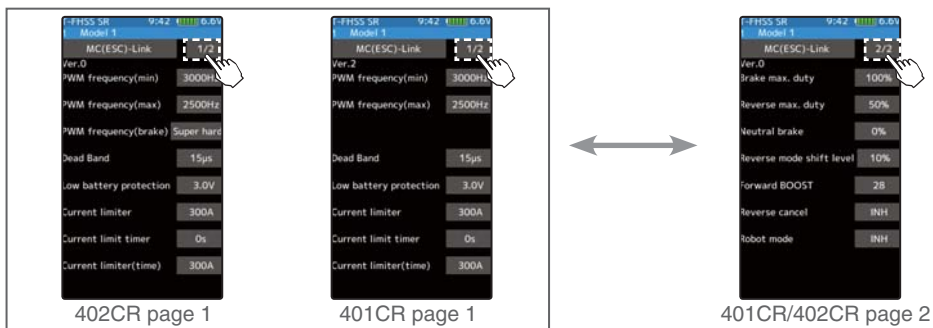 T-FHSS SR 9:42 6.6V
1 Model 1
MC(ESC)-Link 1/2
Ver.0
PWM frequency(min) 3000Hz
PWM frequency(max) 2500Hz
PWM frequency(brake) Super hard
Dead Band 15µs
Low battery protection 3.0V
Current limiter 300A
Current limit timer 0s
Current limiter(time) 300A
402CR page 1
T-FHSS SR 9:42 6.6V
1 Model 1
MC(ESC)-Link 1/2
Ver.2
PWM frequency(min) 3000Hz
PWM frequency(max) 2500Hz
Dead Band 15µs
Low battery protection 3.0V
Current limiter 300A
Current limit timer 0s
Current limiter(time) 300A
401CR page 1
T-FHSS SR 9:42 6.6V
1 Model 1
MC(ESC)-Link 2/2
Ver.0
Brake max. duty 100%
Reverse max. duty 50%
Neutral brake 0%
Reverse mode shift level 10%
Forward BOOST 28
Reverse cancel INH
Robot mode INH
401CR/402CR page 2